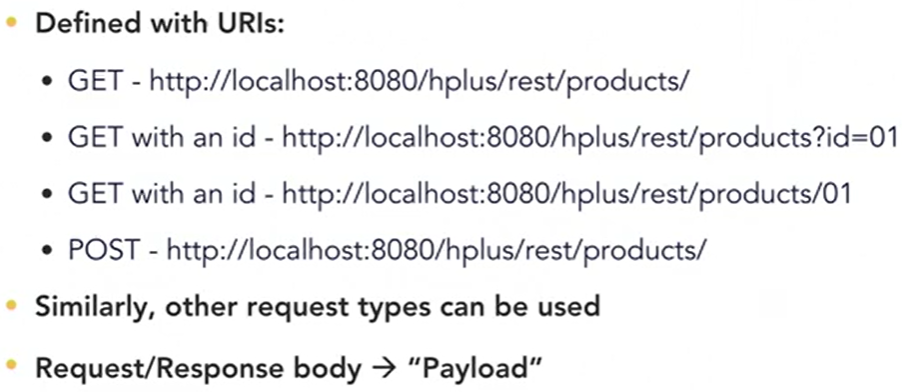 • Defined with URIs:
• GET - http://localhost:8080/hplus/rest/products/
• GET with an id - http://localhost:8080/hplus/rest/products?id=01
• GET with an id - http://localhost:8080/hplus/rest/products/01
• POST - http://localhost:8080/hplus/rest/products/
• Similarly, other request types can be used
• Request/Response body → “Payload”